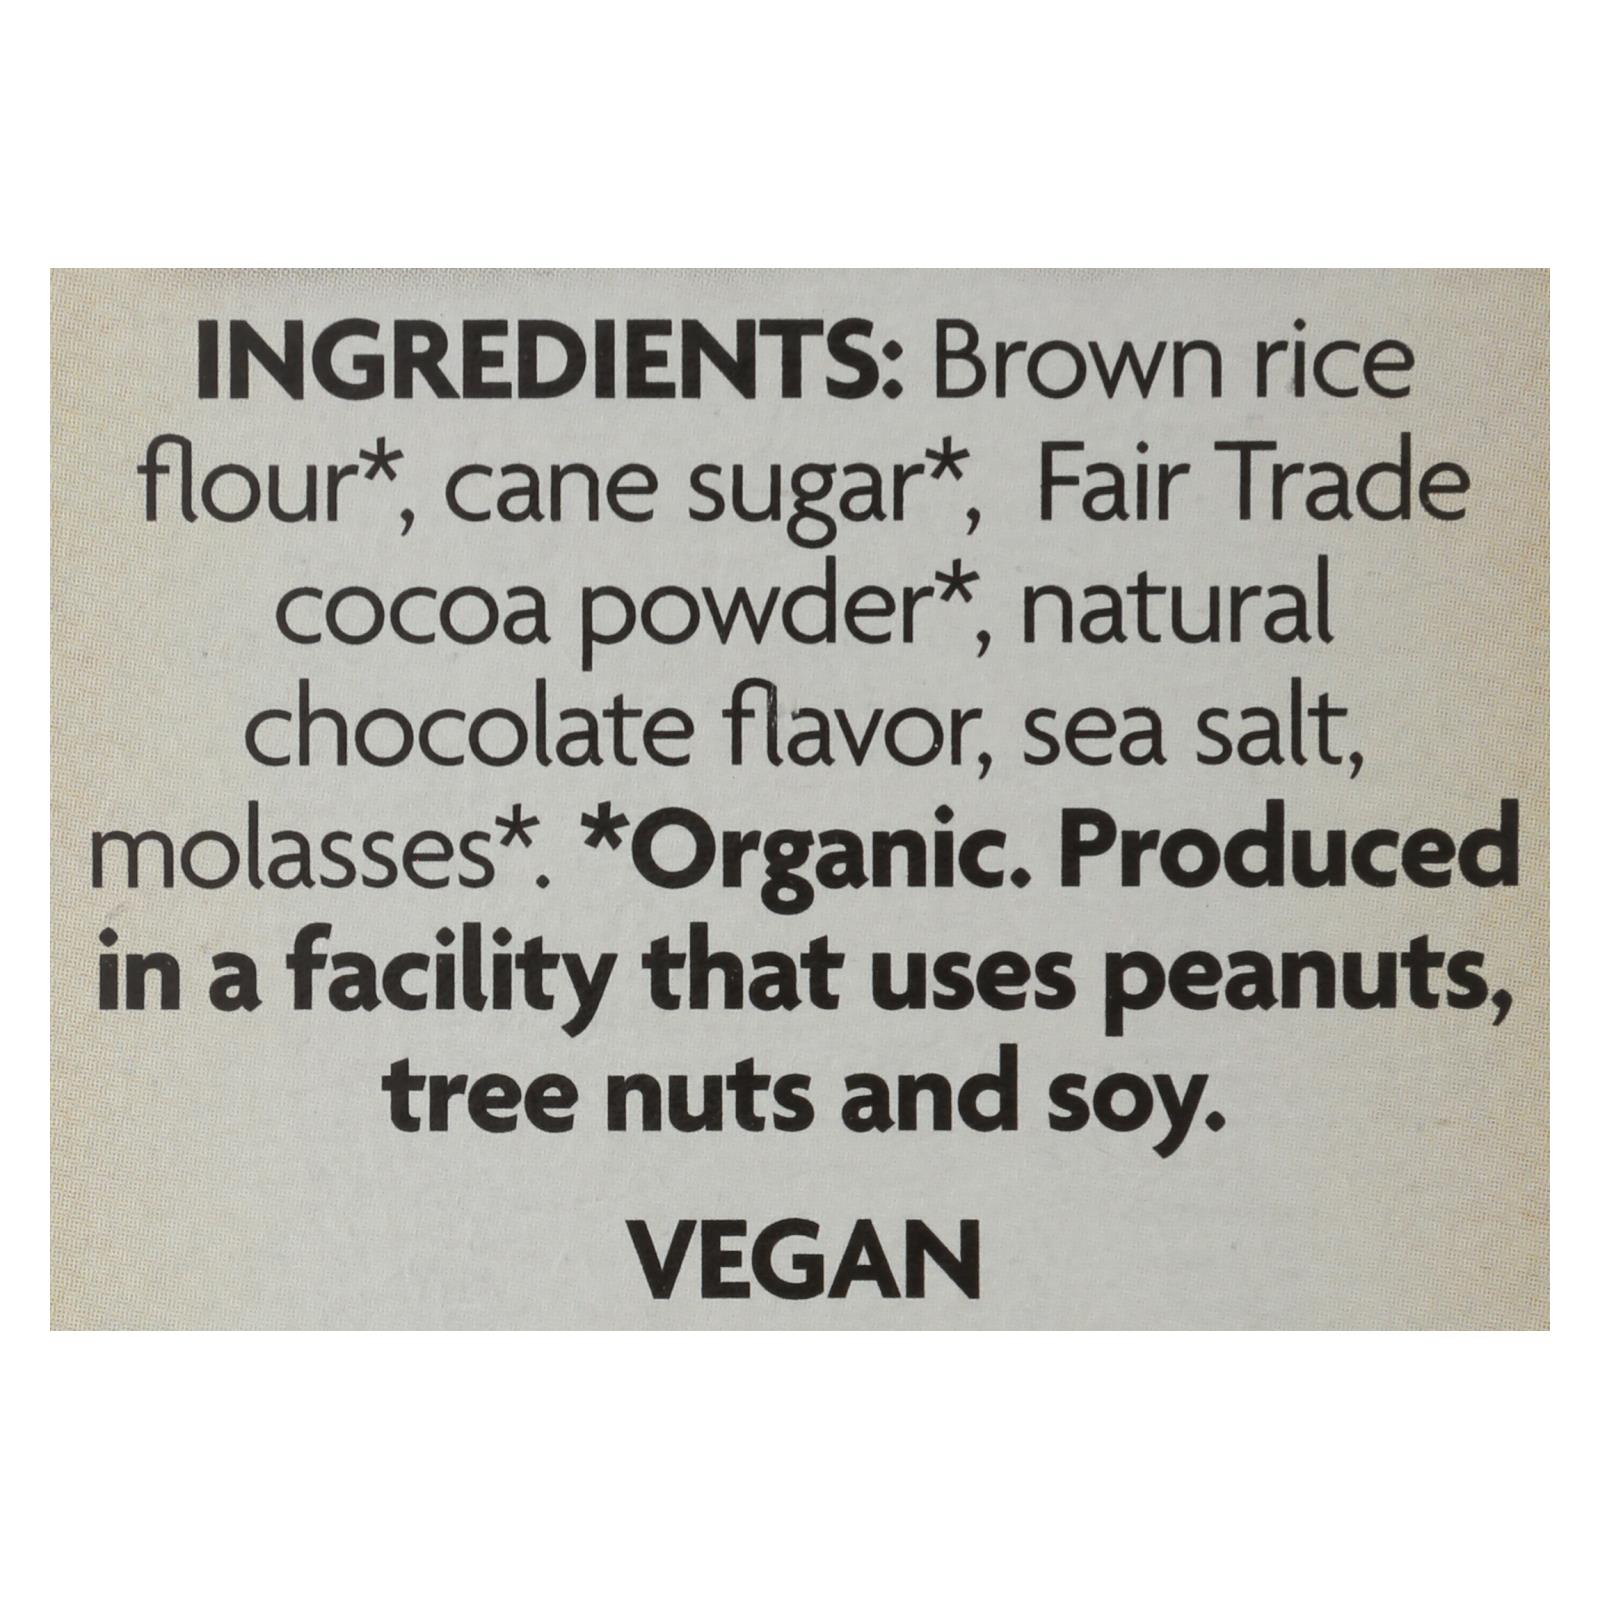 INGREDIENTS: Brown rice
flour*, cane sugar*, Fair Trade
cocoa powder*, natural
chocolate flavor, sea salt,
molasses*. *Organic. Produced
in a facility that uses peanuts,
tree nuts and soy.
VEGAN